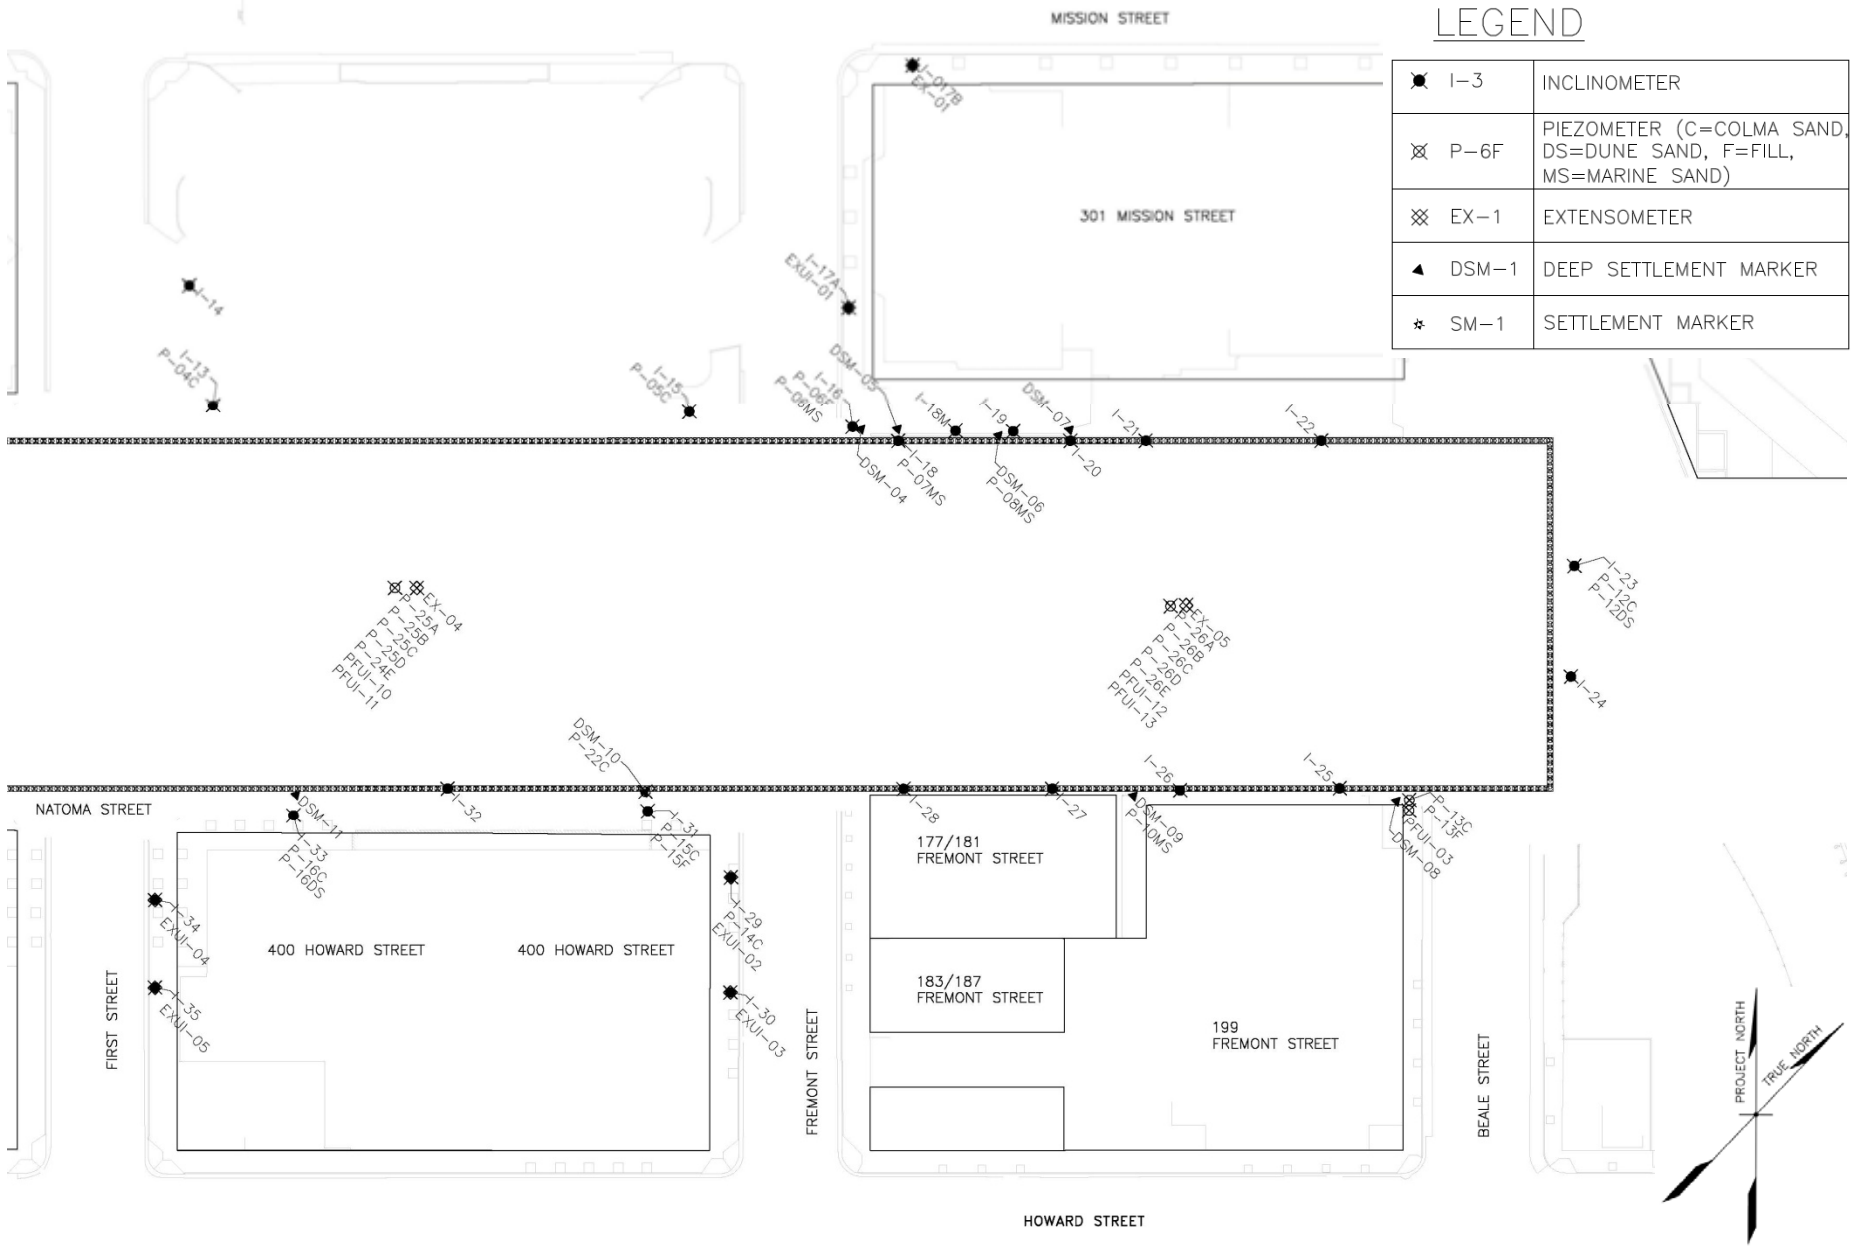 MISSION STREET
LEGEND
I-3 INCLINOMETER
P-6F PIEZOMETER (C=COLMA SAND,
DS=DUNE SAND, F=FILL,
MS=MARINE SAND)
EX-1 EXTENSOMETER
DSM-1 DEEP SETTLEMENT MARKER
SM-1 SETTLEMENT MARKER
I-017B
EX-01
301 MISSION STREET
I-17A
EXUI-01
I-14
I-13
P-04C
I-15
P-05C
DSM-05
I-16
P-06F
P-06MS
I-18M
I-19
DSM-07
I-21
I-22
DSM-04
I-18
P-07MS
DSM-06
P-08MS
I-20
I-23
P-12C
P-12DS
I-24
EX-04
P-25A
P-25B
P-25C
P-25D
P-24E
PFUI-10
PFUI-11
EX-05
P-26A
P-26B
P-26C
P-26D
P-26E
PFUI-12
PFUI-13
DSM-10
P-22C
I-26
I-25
NATOMA STREET
DSM-11
I-33
P-16C
P-16DS
I-32
I-31
P-15C
P-15F
I-28
I-27
DSM-09
P-10MS
P-13C
P-13F
PFUI-03
DSM-08
177/181
FREMONT STREET
I-34
EXUI-04
I-29
P-14C
EXUI-02
400 HOWARD STREET
400 HOWARD STREET
I-35
EXUI-05
I-30
EXUI-03
183/187
FREMONT STREET
199
FREMONT STREET
FIRST STREET
FREMONT STREET
BEALE STREET
PROJECT NORTH
TRUE NORTH
HOWARD STREET